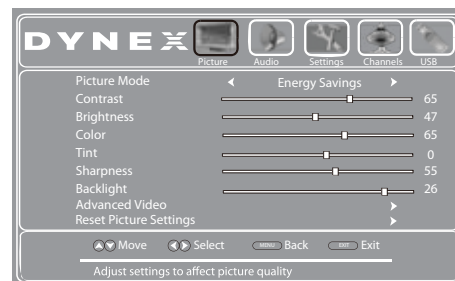 DYNEX
Picture Audio Settings Channels USB
Picture Mode Energy Savings
Contrast 65
Brightness 47
Color 65
Tint 0
Sharpness 55
Backlight 26
Advanced Video
Reset Picture Settings
Move Select MENU Back EXIT Exit
Adjust settings to affect picture quality